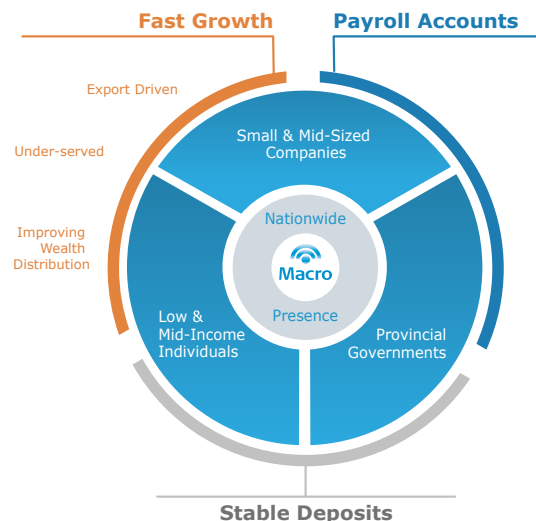 Fast Growth
Payroll Accounts
Export Driven
Under-served
Improving
Wealth
Distribution
Small & Mid-Sized
Companies
Nationwide
Macro
Presence
Low &
Mid-Income
Individuals
Provincial
Governments
Stable Deposits